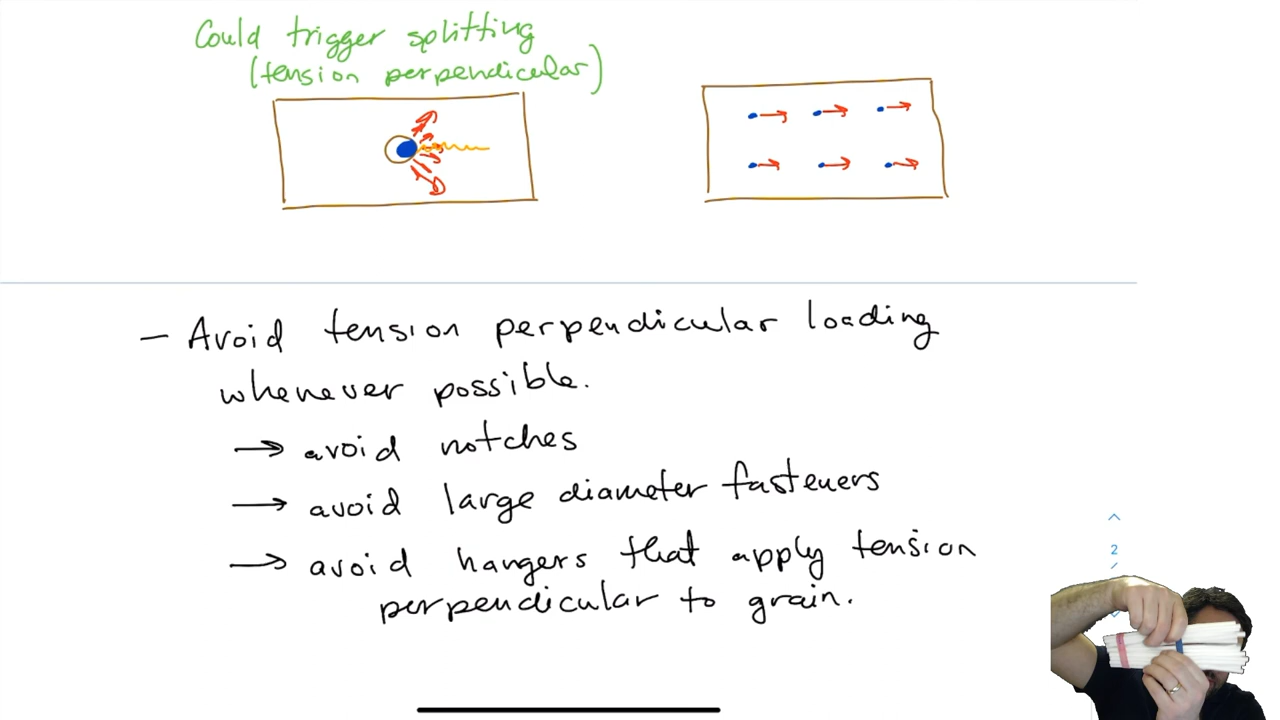 Could trigger splitting
(tension perpendicular)
- Avoid tension perpendicular loading
whenever possible.
→ avoid notches
→ avoid large diameter fasteners
→ avoid hangers that apply tension
perpendicular to grain.
2